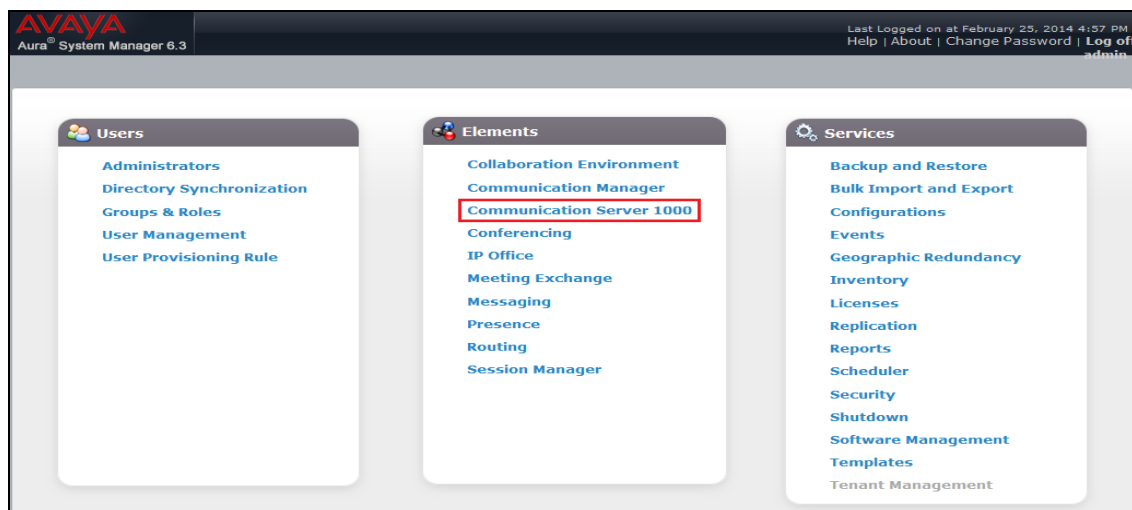 AVAYA
Aura® System Manager 6.3
Last Logged on at February 25, 2014 4:57 PM
Help | About | Change Password | Log off
admin
Users
Administrators
Directory Synchronization
Groups & Roles
User Management
User Provisioning Rule
Elements
Collaboration Environment
Communication Manager
Communication Server 1000
Conferencing
IP Office
Meeting Exchange
Messaging
Presence
Routing
Session Manager
Services
Backup and Restore
Bulk Import and Export
Configurations
Events
Geographic Redundancy
Inventory
Licenses
Replication
Reports
Scheduler
Security
Shutdown
Software Management
Templates
Tenant Management